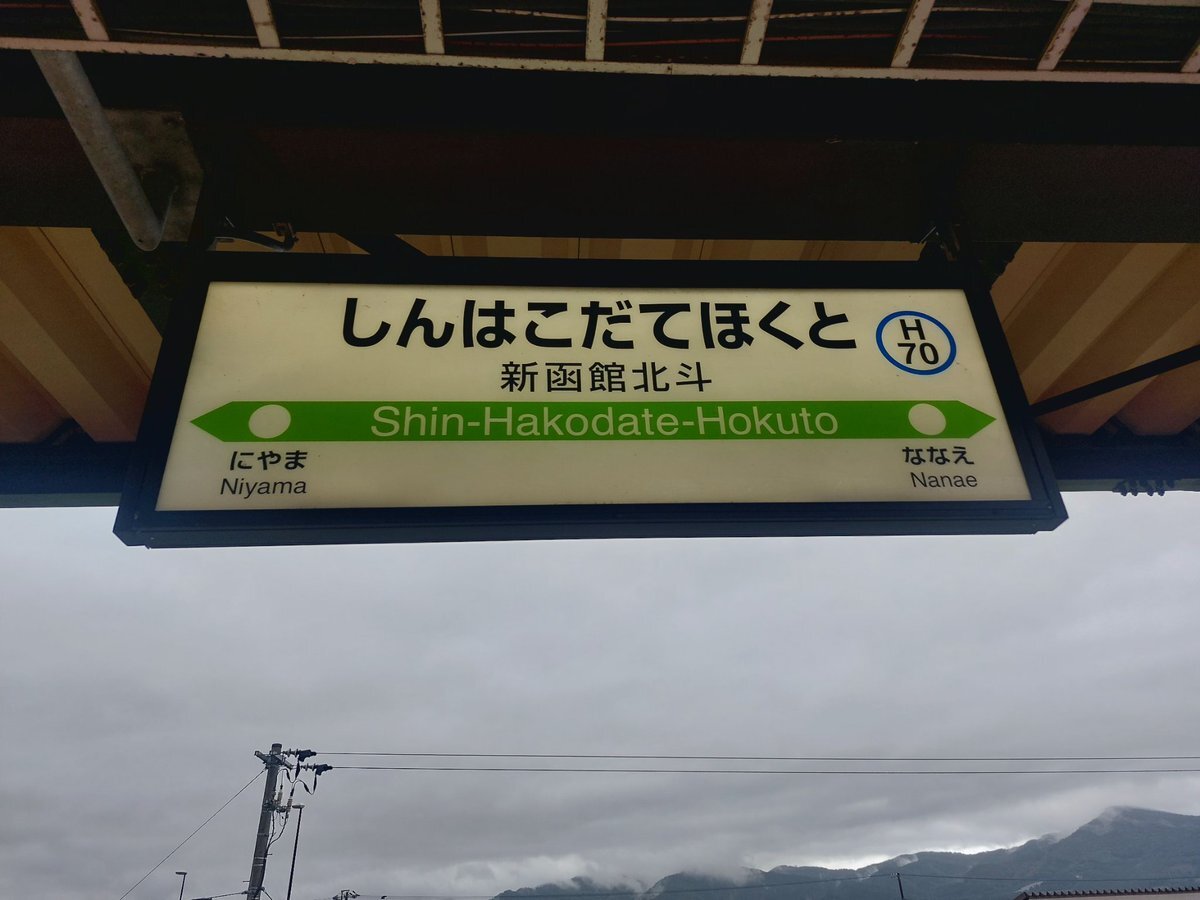 しんはこだてほくと
H
70
新函館北斗
Shin-Hakodate-Hokuto
にやま
Niyama
ななえ
Nanae